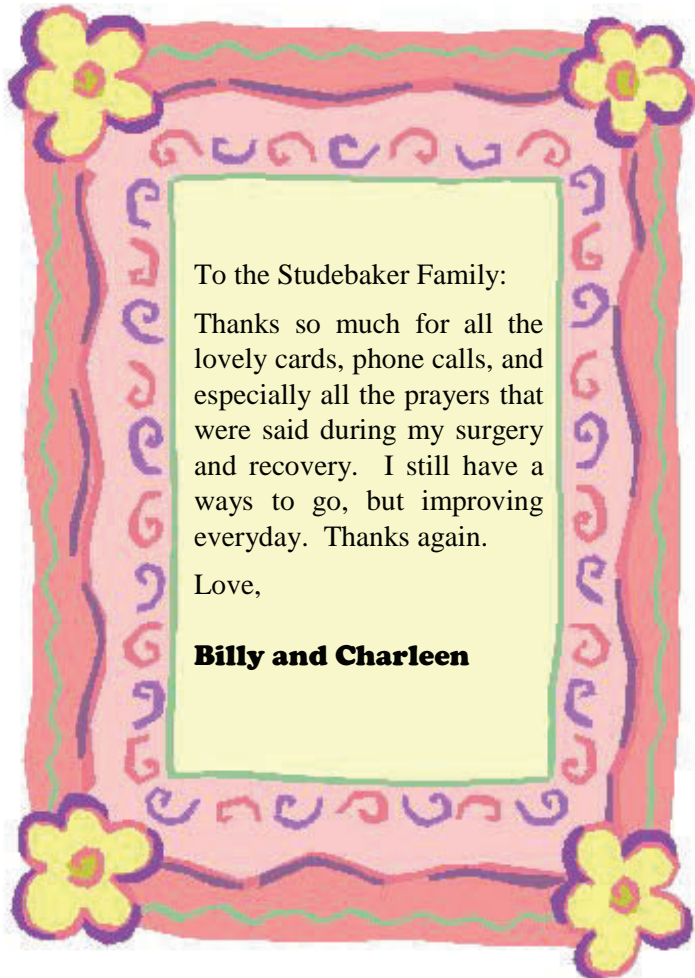 To the Studebaker Family:
Thanks so much for all the
lovely cards, phone calls, and
especially all the prayers that
were said during my surgery
and recovery.  I still have a
ways to go, but improving
everyday.  Thanks again.
Love,
Billy and Charleen